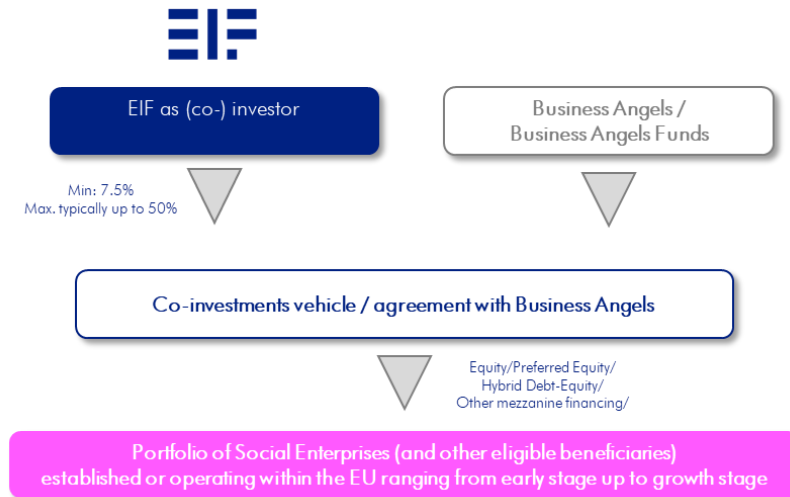 EIF
EIF as (co-) investor
Business Angels /
Business Angels Funds
Min: 7.5%
Max. typically up to 50%
Co-investments vehicle / agreement with Business Angels
Equity/Preferred Equity/
Hybrid Debt-Equity/
Other mezzanine financing/
Portfolio of Social Enterprises (and other eligible beneficiaries)
established or operating within the EU ranging from early stage up to growth stage